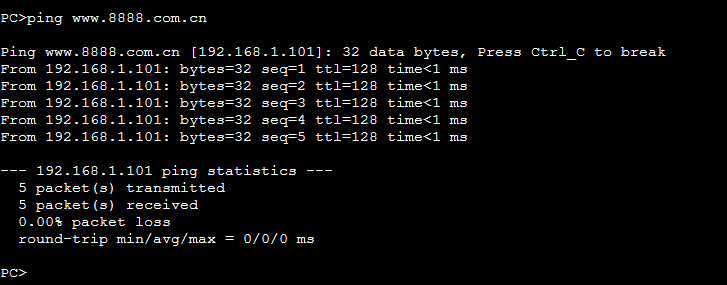 PC>ping www.8888.com.cn
Ping www.8888.com.cn [192.168.1.101]: 32 data bytes, Press Ctrl_C to break
From 192.168.1.101: bytes=32 seq=1 ttl=128 time<1 ms
From 192.168.1.101: bytes=32 seq=2 ttl=128 time<1 ms
From 192.168.1.101: bytes=32 seq=3 ttl=128 time<1 ms
From 192.168.1.101: bytes=32 seq=4 ttl=128 time<1 ms
From 192.168.1.101: bytes=32 seq=5 ttl=128 time<1 ms
--- 192.168.1.101 ping statistics ---
5 packet(s) transmitted
5 packet(s) received
0.00% packet loss
round-trip min/avg/max = 0/0/0 ms
PC>